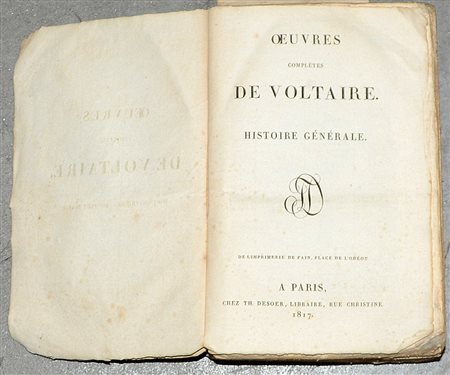 ŒUVRES
COMPLÈTES
DE VOLTAIRE.
HISTOIRE GÉNÉRALE.
DE L'IMPRIMERIE DE FAIN, PLACE DE L'ODÉON
A PARIS,
CHEZ TH. DESOER, LIBRAIRE, RUE CHRISTINE.
1817.